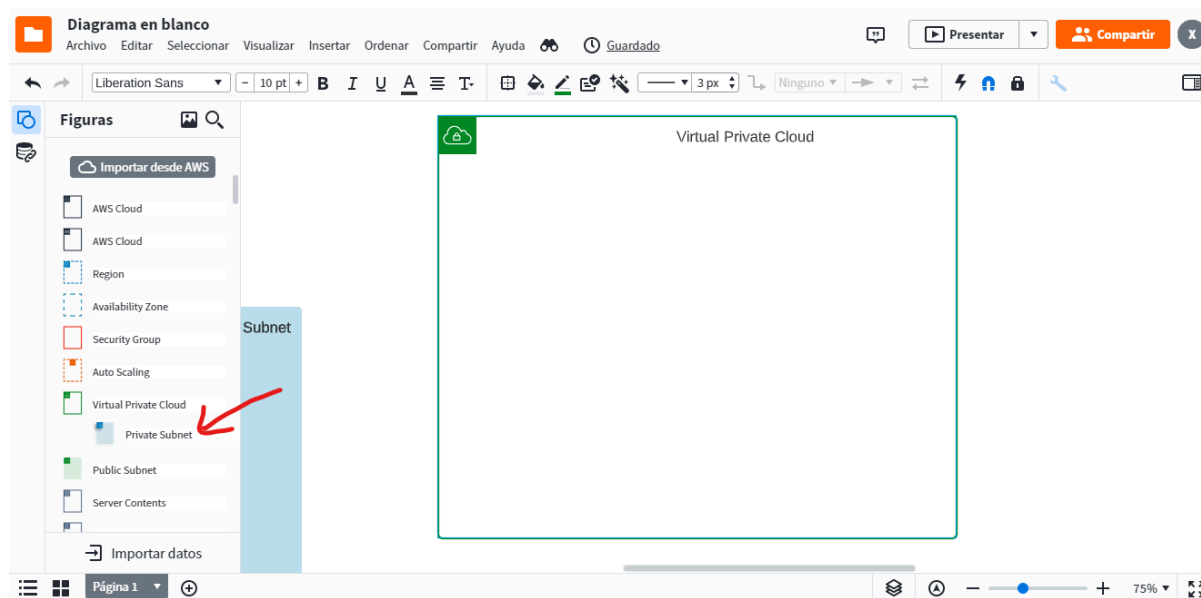 Diagrama en blanco
Archivo Editar Seleccionar Visualizar Insertar Ordenar Compartir Ayuda Guardado
Presentar
Compartir
X
Liberation Sans
10 pt
3 px
Ninguno
Figuras
Importar desde AWS
AWS Cloud
AWS Cloud
Region
Availability Zone
Security Group
Auto Scaling
Virtual Private Cloud
Private Subnet
Public Subnet
Server Contents
Importar datos
Subnet
Virtual Private Cloud
Página 1
75%